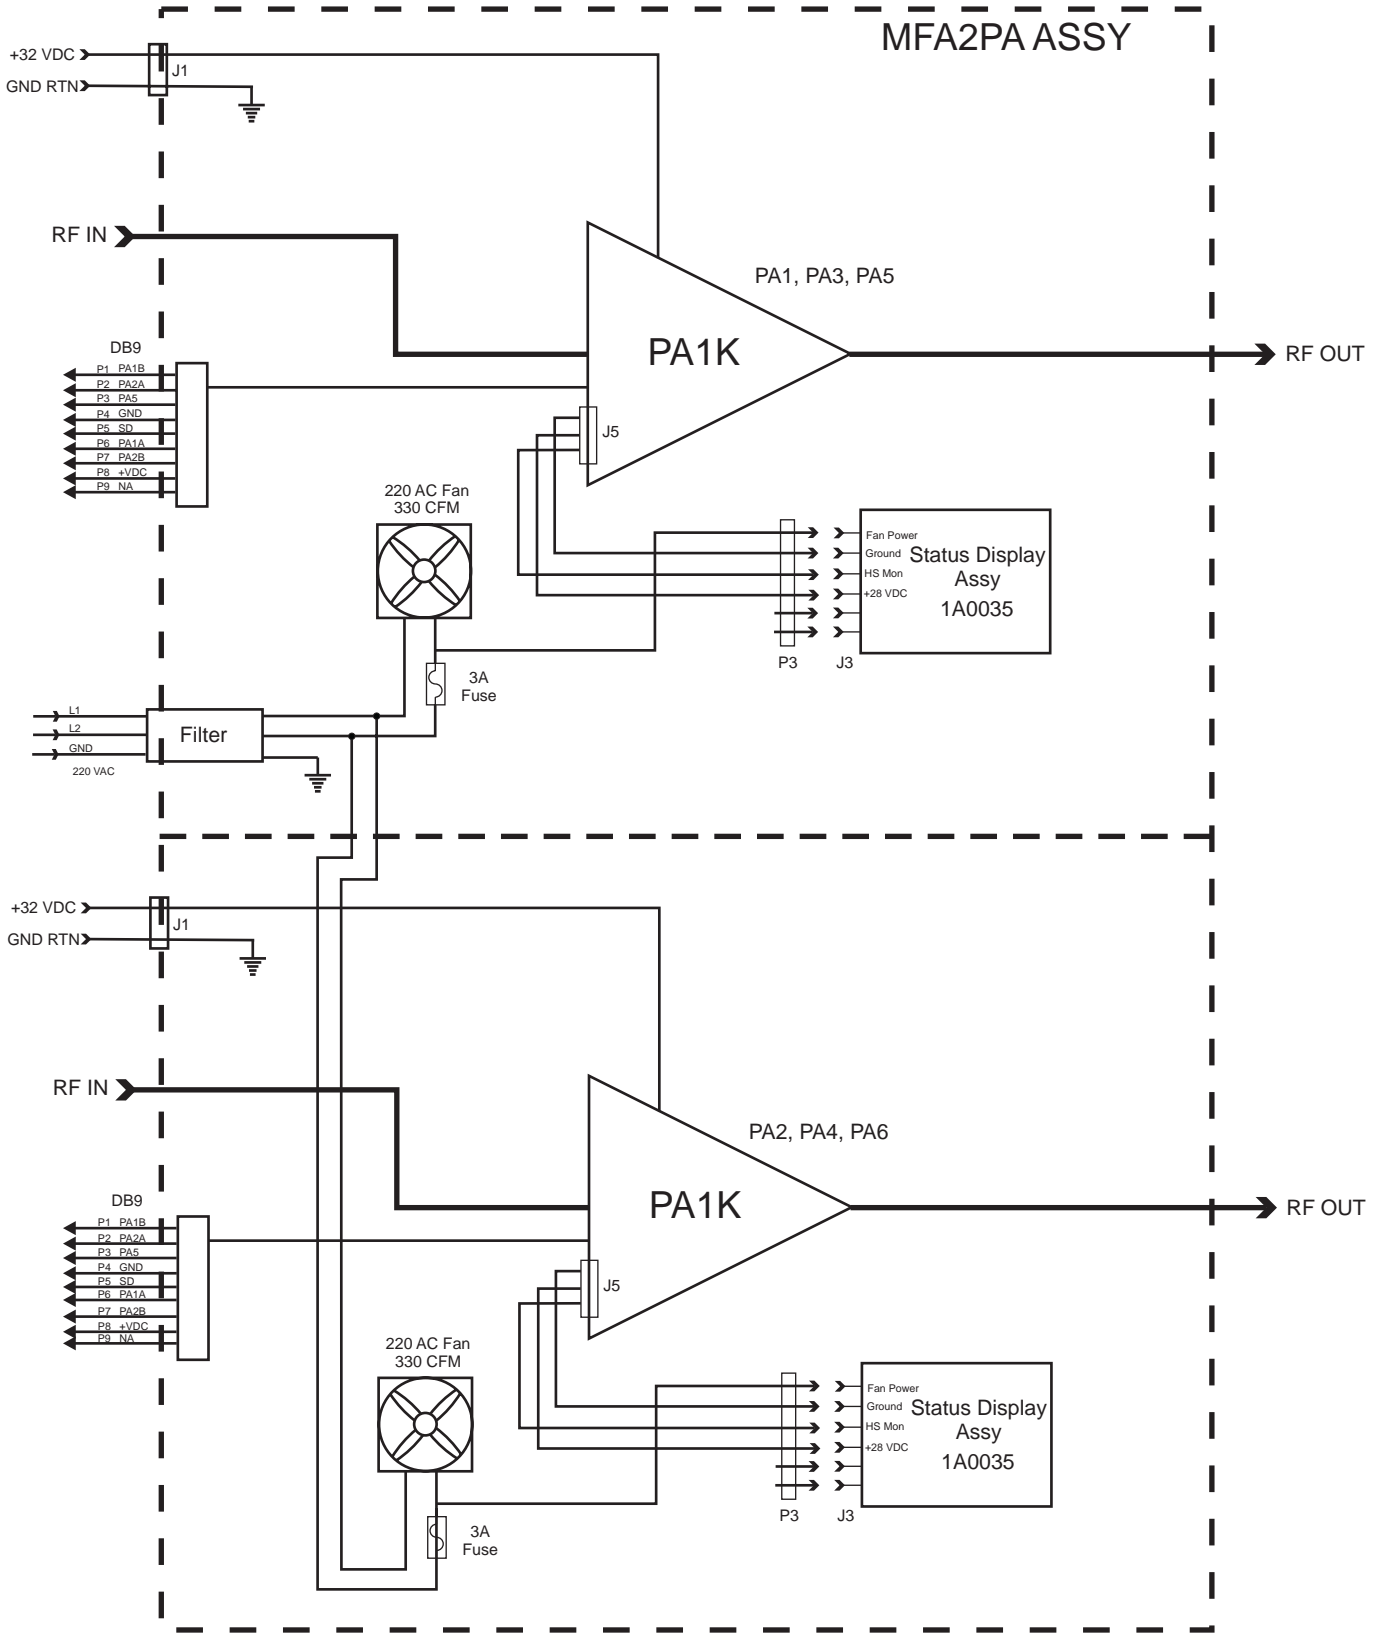 MFA2PA ASSY
+32 VDC
J1
GND RTN
RF IN
PA1, PA3, PA5
PA1K
RF OUT
DB9
P1 PA1B
P2 PA2A
P3 PA5
P4 GND
P5 SD
P6 PA1A
P7 PA2B
P8 +VDC
P9 NA
J5
220 AC Fan
330 CFM
Fan Power
Ground
HS Mon
+28 VDC
Status Display
Assy
1A0035
P3
J3
3A
Fuse
L1
L2
GND
220 VAC
Filter
+32 VDC
J1
GND RTN
RF IN
PA2, PA4, PA6
PA1K
RF OUT
DB9
P1 PA1B
P2 PA2A
P3 PA5
P4 GND
P5 SD
P6 PA1A
P7 PA2B
P8 +VDC
P9 NA
J5
220 AC Fan
330 CFM
Fan Power
Ground
HS Mon
+28 VDC
Status Display
Assy
1A0035
P3
J3
3A
Fuse